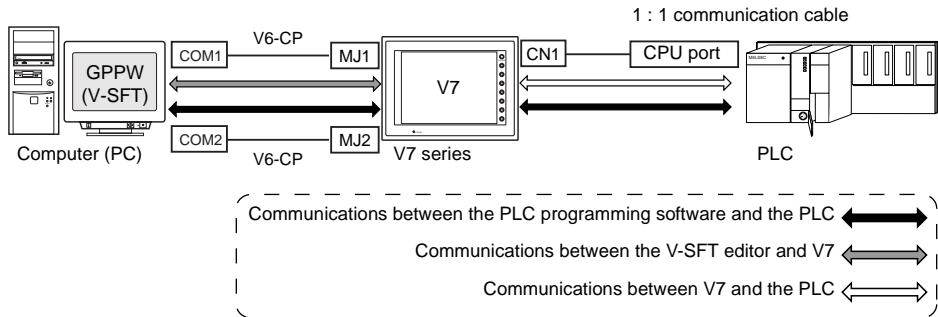 1 : 1 communication cable
V6-CP
COM1
MJ1
CN1
CPU port
GPPW
(V-SFT)
V7
MELSEC
COM2
MJ2
V6-CP
Computer (PC)
V7 series
PLC
Communications between the PLC programming software and the PLC
Communications between the V-SFT editor and V7
Communications between V7 and the PLC